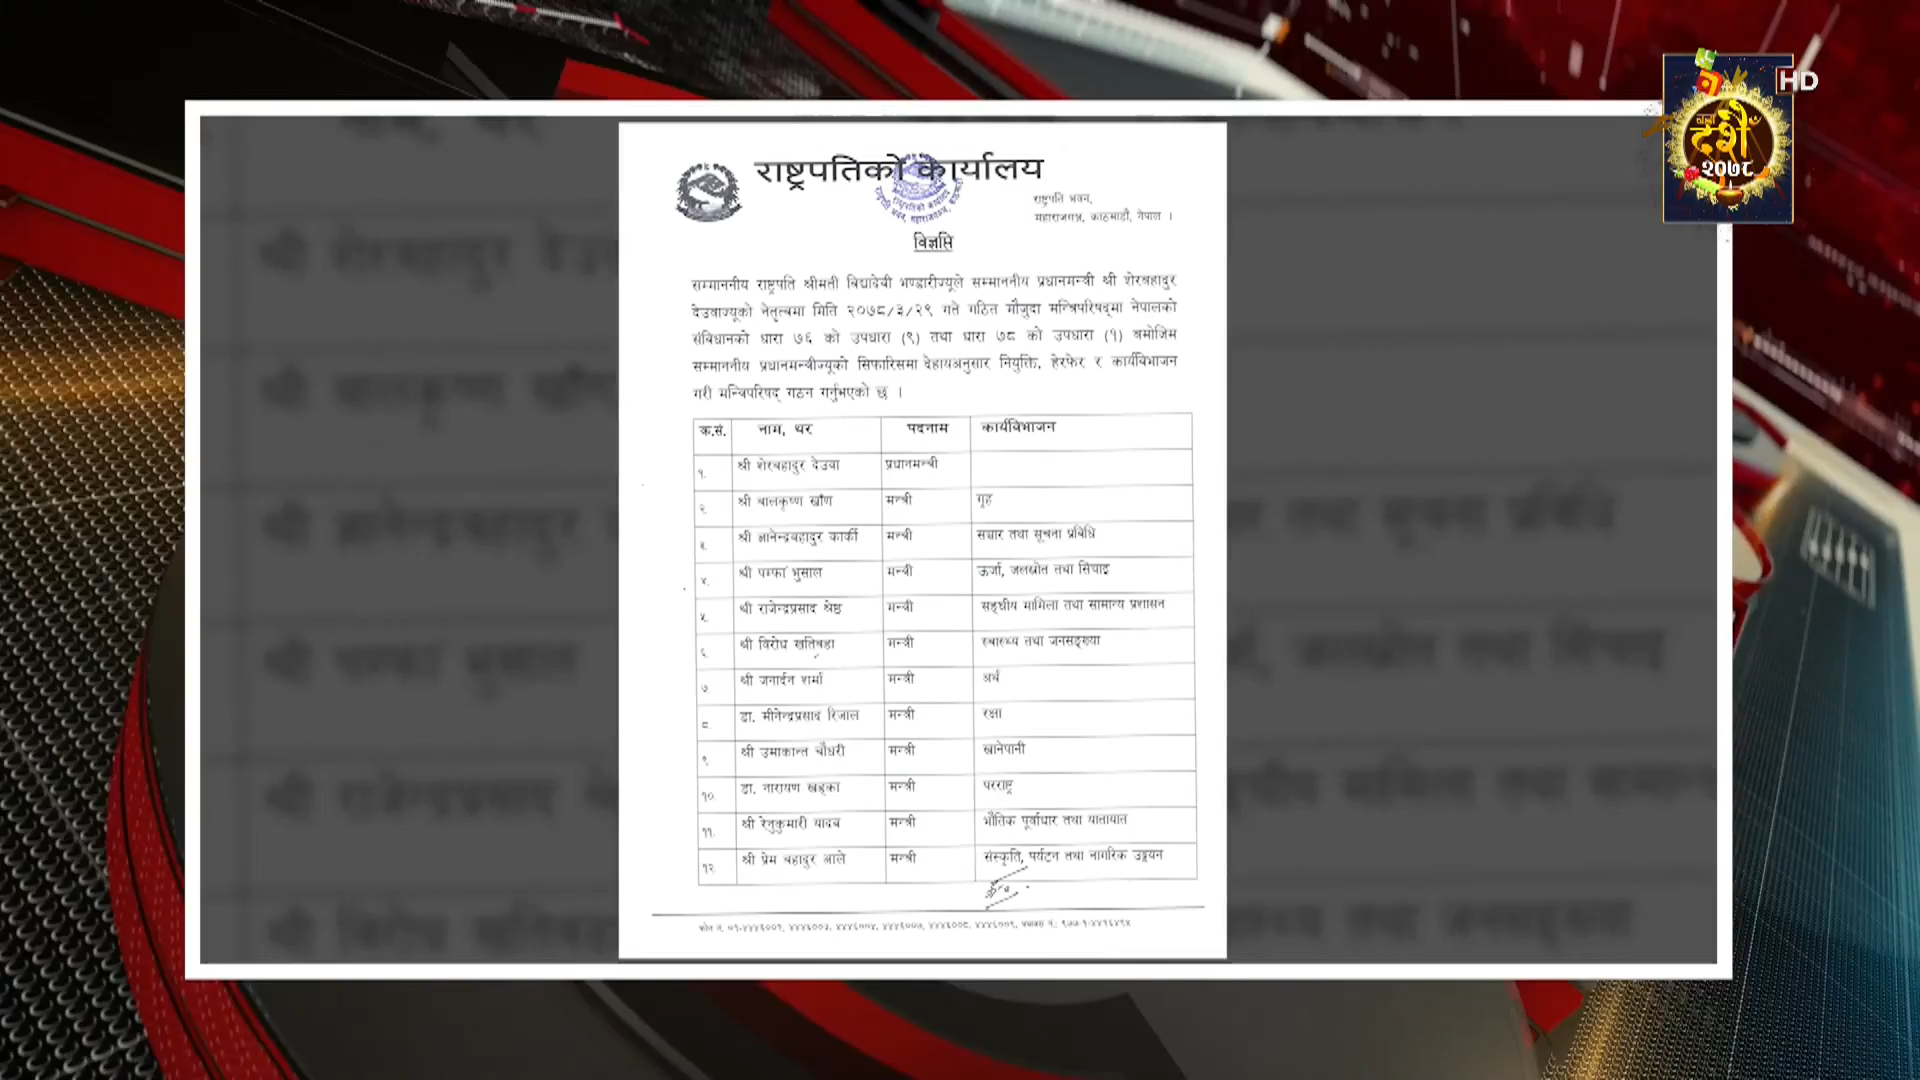 HD
दशैं
२०७८
राष्ट्रपतिको कार्यालय
राष्ट्रपति भवन,
महाराजगञ्ज, काठमाडौं, नेपाल ।
विज्ञप्ति
सम्माननीय राष्ट्रपति श्रीमती विद्यादेवी भण्डारीज्यूले सम्माननीय प्रधानमन्त्री श्री शेरबहादुर
देउवाज्यूको नेतृत्वमा मिति २०७८/३/२९ गते गठित मौजुदा मन्त्रिपरिषद्मा नेपालको
संविधानको धारा ७६ को उपधारा (९) तथा धारा ७८ को उपधारा (१) बमोजिम
सम्माननीय प्रधानमन्त्रीज्यूको सिफारिसमा देहायअनुसार नियुक्ति, हेरफेर र कार्यविभाजन
गरी मन्त्रिपरिषद् गठन गर्नुभएको छ ।
क.सं. नाम, थर पदनाम कार्यविभाजन
१. श्री शेरबहादुर देउवा प्रधानमन्त्री
२. श्री बालकृष्ण खाँण मन्त्री गृह
३. श्री ज्ञानेन्द्रबहादुर कार्की मन्त्री सञ्चार तथा सूचना प्रविधि
४. श्री पम्फा भुसाल मन्त्री ऊर्जा, जलस्रोत तथा सिंचाइ
५. श्री राजेन्द्रप्रसाद श्रेष्ठ मन्त्री सङ्घीय मामिला तथा सामान्य प्रशासन
६. श्री विरोध खतिवडा मन्त्री स्वास्थ्य तथा जनसङ्ख्या
७. श्री जनार्दन शर्मा मन्त्री अर्थ
८. डा. मीनेन्द्रप्रसाद रिजाल मन्त्री रक्षा
९. श्री उमाकान्त चौधरी मन्त्री खानेपानी
१०. डा. नारायण खड्का मन्त्री परराष्ट्र
११. श्री रेनुकुमारी यादव मन्त्री भौतिक पूर्वाधार तथा यातायात
१२. श्री प्रेम बहादुर आले मन्त्री संस्कृति, पर्यटन तथा नागरिक उड्डयन